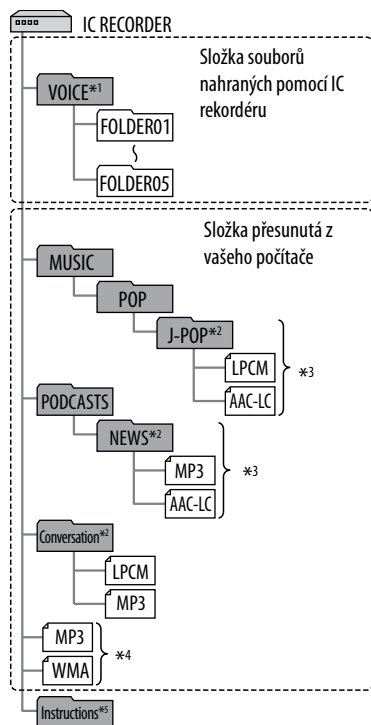 IC RECORDER
Složka souborů
nahraných pomocí IC
rekordéru
VOICE*1
FOLDER01
FOLDER05
Složka přesunutá z
vašeho počítače
MUSIC
POP
J-POP*2
LPCM
*3
AAC-LC
PODCASTS
NEWS*2
MP3
*3
AAC-LC
Conversation*2
LPCM
MP3
MP3
*4
WMA
Instructions*5